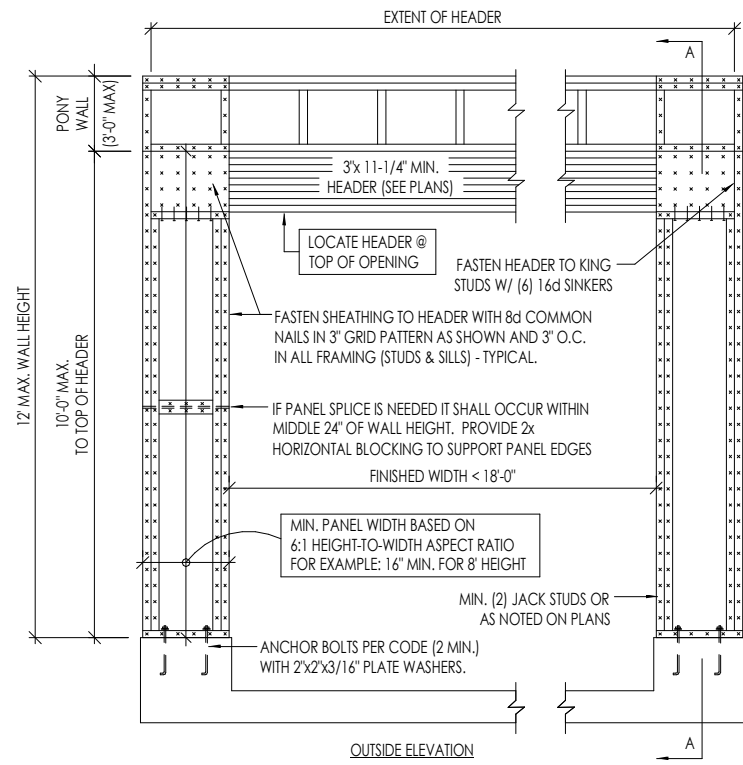 EXTENT OF HEADER
A
PONY
WALL
(3'-0" MAX)
3"x 11-1/4" MIN.
HEADER (SEE PLANS)
LOCATE HEADER @
TOP OF OPENING
FASTEN HEADER TO KING
STUDS W/ (6) 16d SINKERS
12' MAX. WALL HEIGHT
10'-0" MAX.
TO TOP OF HEADER
FASTEN SHEATHING TO HEADER WITH 8d COMMON
NAILS IN 3" GRID PATTERN AS SHOWN AND 3" O.C.
IN ALL FRAMING (STUDS & SILLS) - TYPICAL.
IF PANEL SPLICE IS NEEDED IT SHALL OCCUR WITHIN
MIDDLE 24" OF WALL HEIGHT. PROVIDE 2x
HORIZONTAL BLOCKING TO SUPPORT PANEL EDGES
FINISHED WIDTH < 18'-0"
MIN. PANEL WIDTH BASED ON
6:1 HEIGHT-TO-WIDTH ASPECT RATIO
FOR EXAMPLE: 16" MIN. FOR 8' HEIGHT
MIN. (2) JACK STUDS OR
AS NOTED ON PLANS
ANCHOR BOLTS PER CODE (2 MIN.)
WITH 2"x2"x3/16" PLATE WASHERS.
A
OUTSIDE ELEVATION